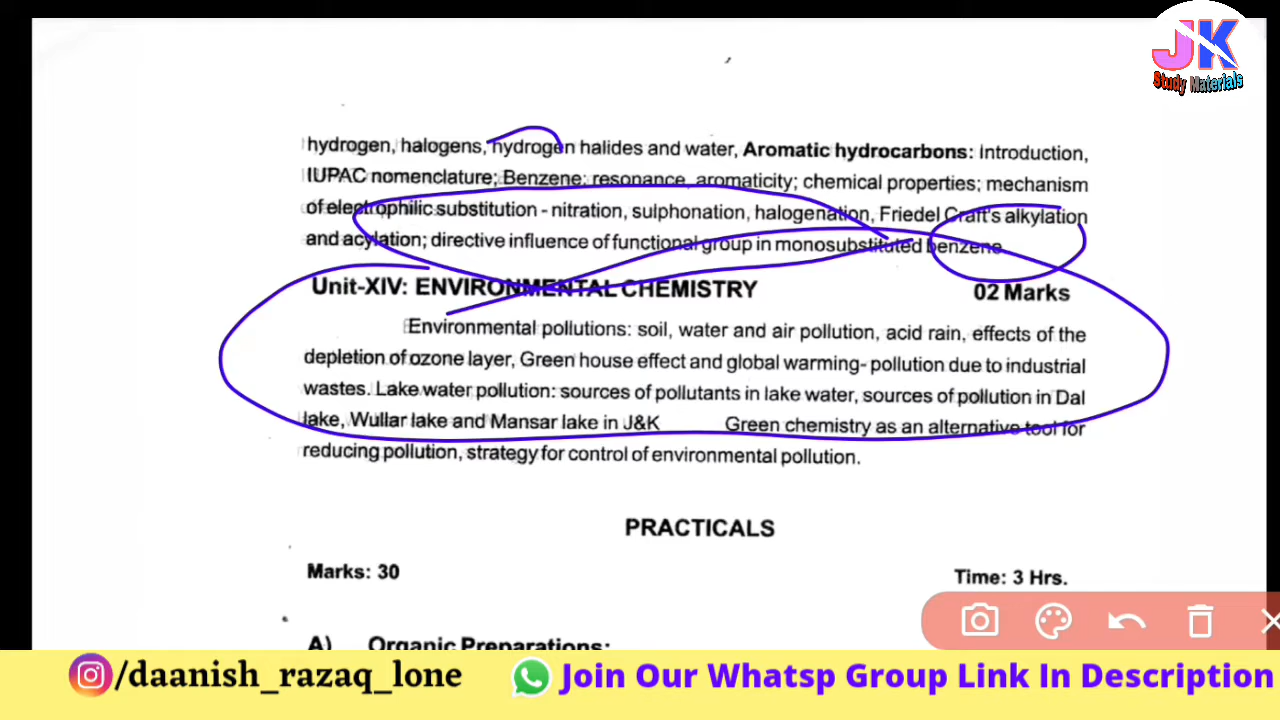 JK
Study Materials
hydrogen, halogens, hydrogen halides and water, Aromatic hydrocarbons: Introduction,
IUPAC nomenclature; Benzene: resonance, aromaticity; chemical properties; mechanism
of electrophilic substitution - nitration, sulphonation, halogenation, Friedel Craft's alkylation
and acylation; directive influence of functional group in monosubstituted benzene.
Unit-XIV: ENVIRONMENTAL CHEMISTRY 02 Marks
Environmental pollutions: soil, water and air pollution, acid rain, effects of the
depletion of ozone layer, Green house effect and global warming- pollution due to industrial
wastes. Lake water pollution: sources of pollutants in lake water, sources of pollution in Dal
lake, Wullar lake and Mansar lake in J&K Green chemistry as an alternative tool for
reducing pollution, strategy for control of environmental pollution.
PRACTICALS
Marks: 30 Time: 3 Hrs.
A) Organic Preparations:
/daanish_razaq_lone Join Our Whatsp Group Link In Description